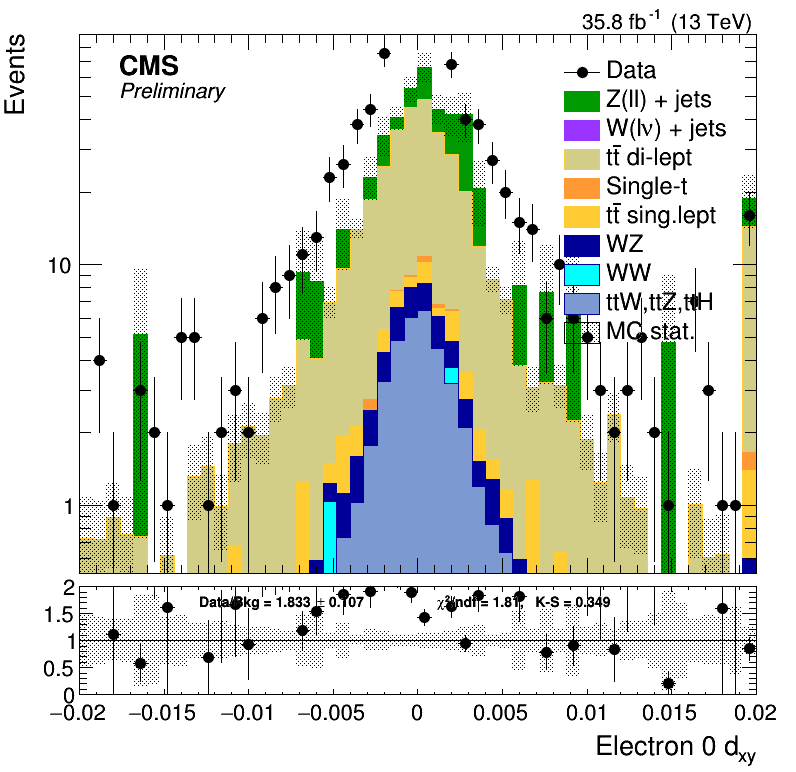 35.8 fb⁻¹ (13 TeV)
Events
CMS
Preliminary
Data
Z(ll) + jets
W(lν) + jets
tt̄ di-lept
Single-t
tt̄ sing.lept
WZ
WW
ttW,ttZ,ttH
MC stat.
10
1
Data/Bkg = 1.833 ± 0.107
χ²/ndf = 1.81, K-S = 0.349
2
1.5
1
0.5
0
−0.02 −0.015 −0.01 −0.005 0 0.005 0.01 0.015 0.02
Electron 0 d_xy